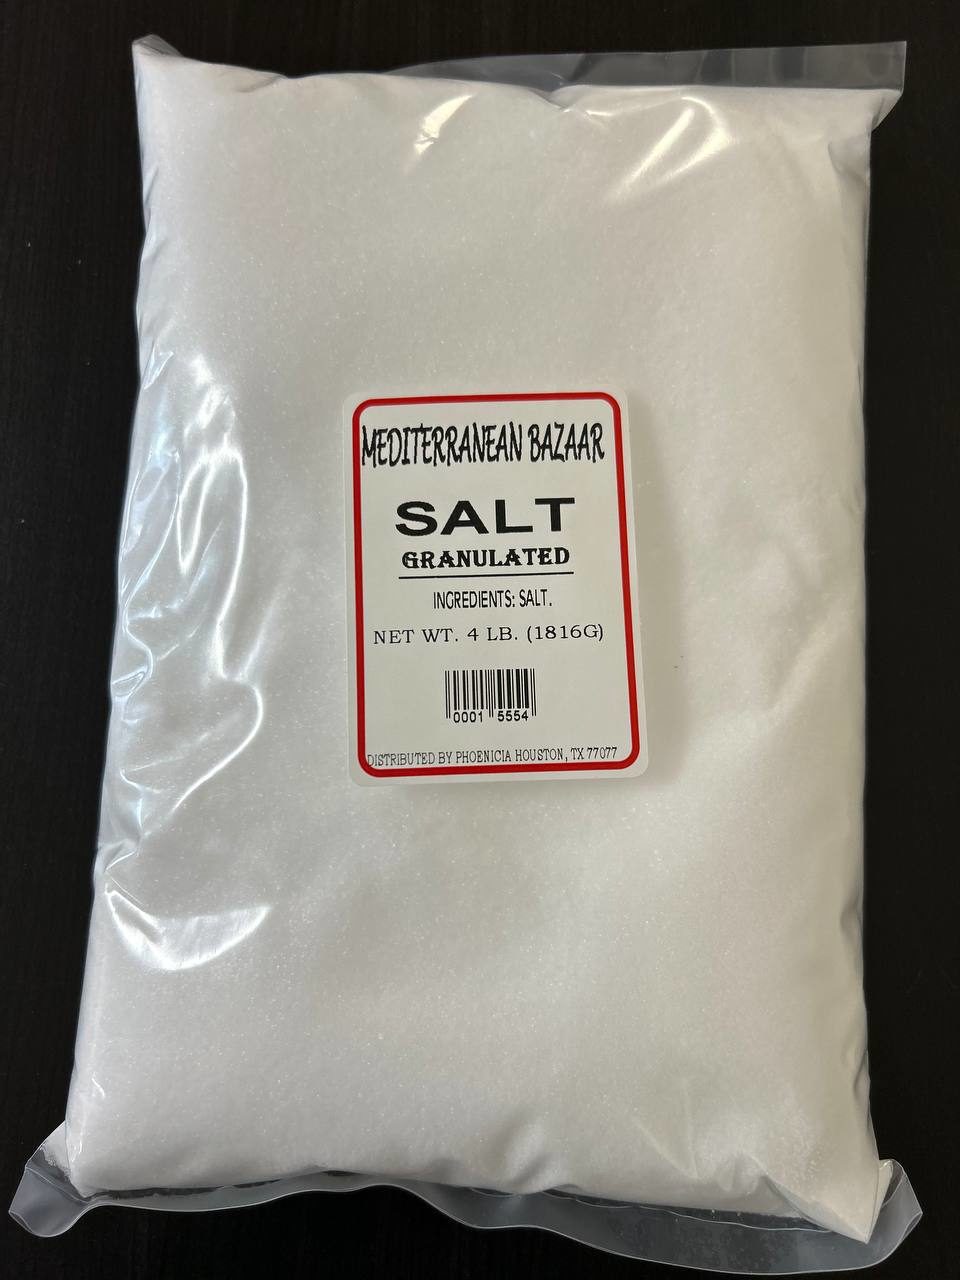 MEDITERRANEAN BAZAAR
SALT
GRANULATED
INGREDIENTS: SALT.
NET WT. 4 LB. (1816G)
0001 5554
DISTRIBUTED BY PHOENICIA HOUSTON, TX 77077